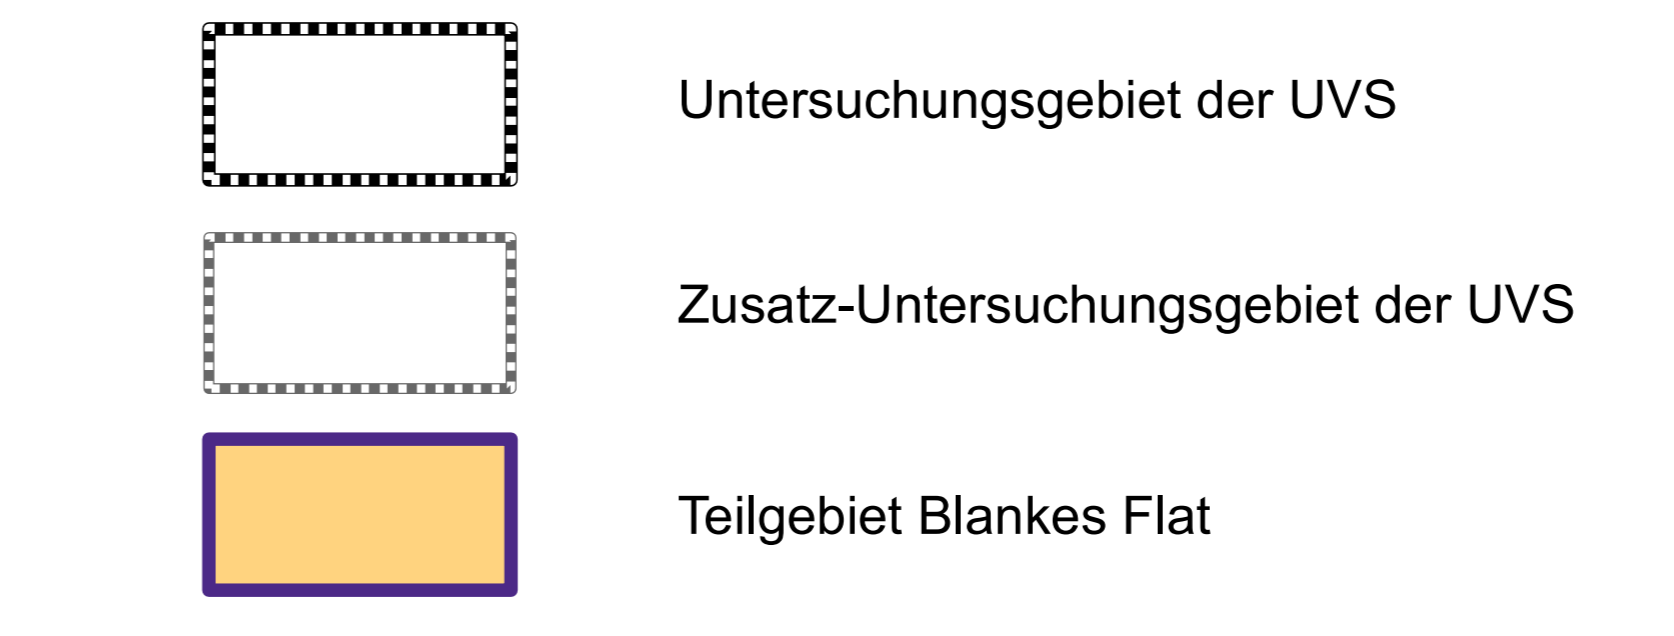 Untersuchungsgebiet der UVS
Zusatz-Untersuchungsgebiet der UVS
Teilgebiet Blankes Flat